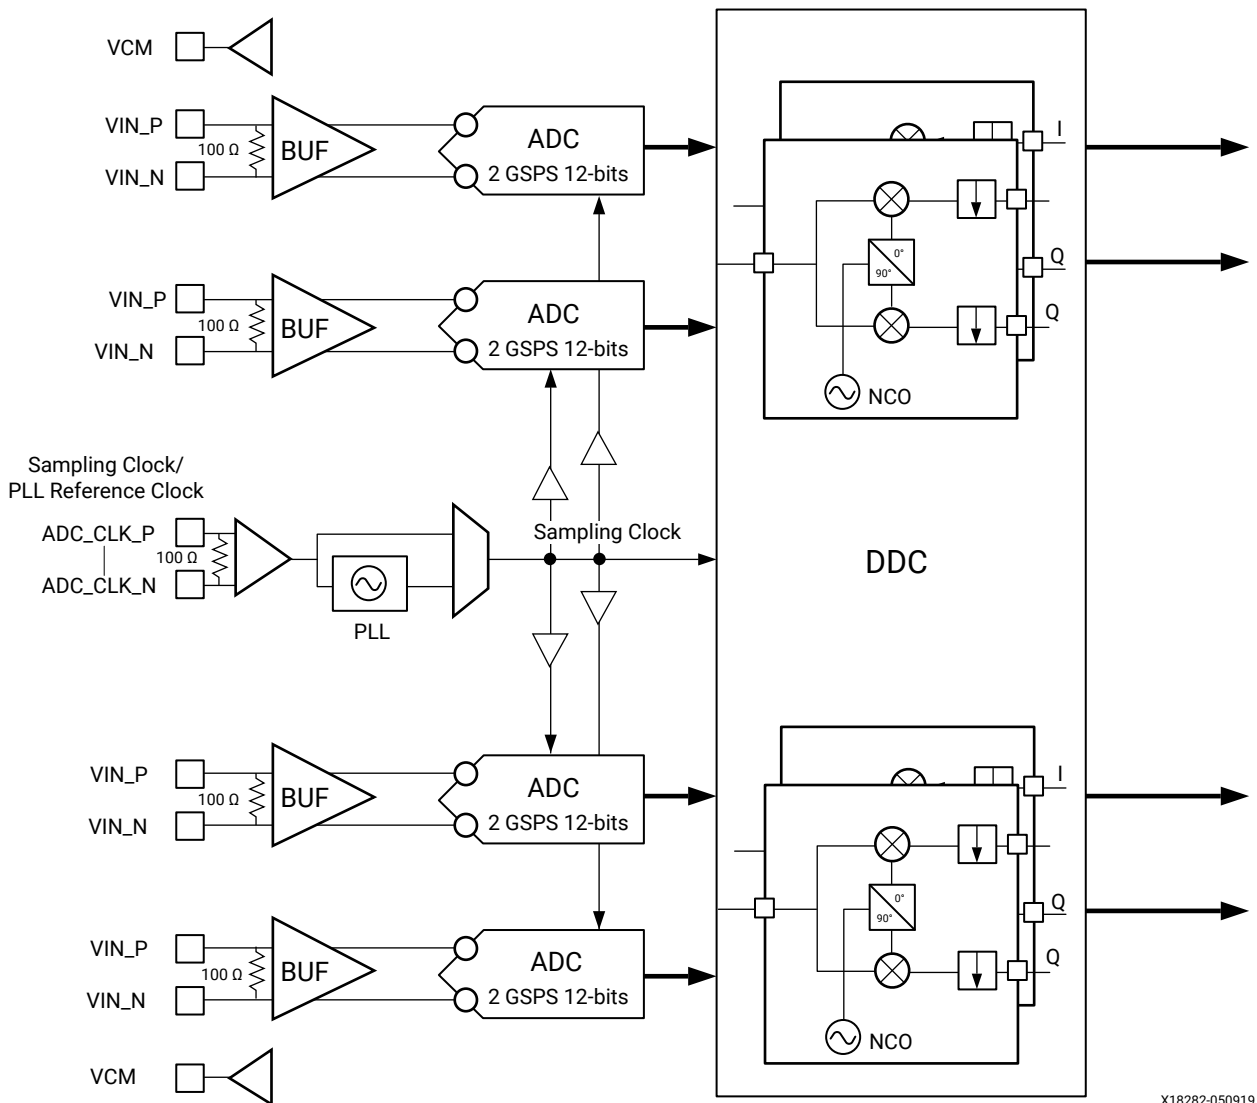 VCM
VIN_P
100 Ω
VIN_N
BUF
ADC
2 GSPS 12-bits
I
0°
90°
Q
Q
NCO
VIN_P
100 Ω
VIN_N
BUF
ADC
2 GSPS 12-bits
Sampling Clock/
PLL Reference Clock
ADC_CLK_P
100 Ω
ADC_CLK_N
PLL
Sampling Clock
DDC
VIN_P
100 Ω
VIN_N
BUF
ADC
2 GSPS 12-bits
I
0°
90°
Q
Q
NCO
VIN_P
100 Ω
VIN_N
BUF
ADC
2 GSPS 12-bits
VCM
X18282-050919